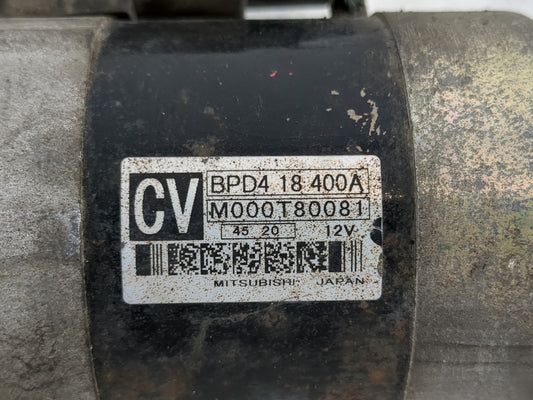 CV
BPD4 18 400A
M000T80081
45 20 12V
MITSUBISHI JAPAN